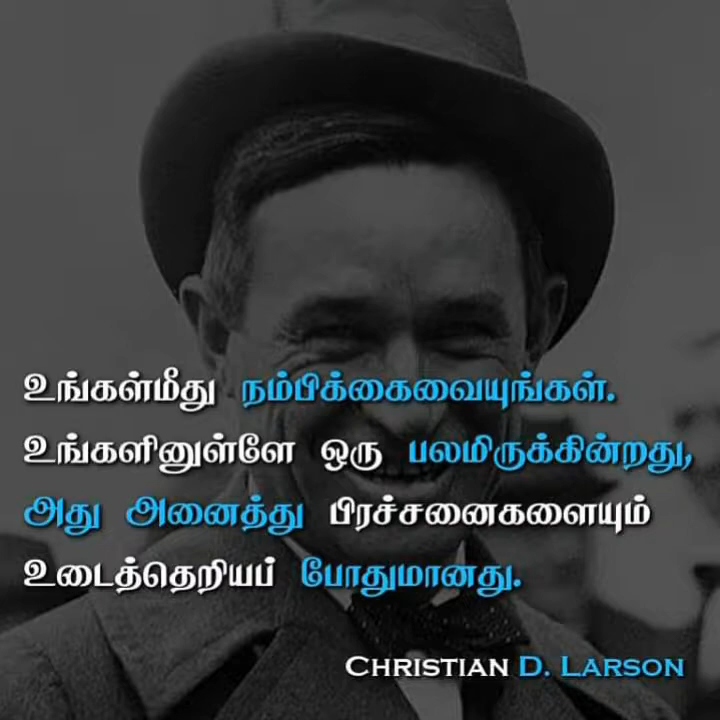 உங்கள்மீது நம்பிக்கைவையுங்கள்.
உங்களினுள்ளே ஒரு பலமிருக்கின்றது,
அது அனைத்து பிரச்சனைகளையும்
உடைத்தெறியப் போதுமானது.
CHRISTIAN D. LARSON